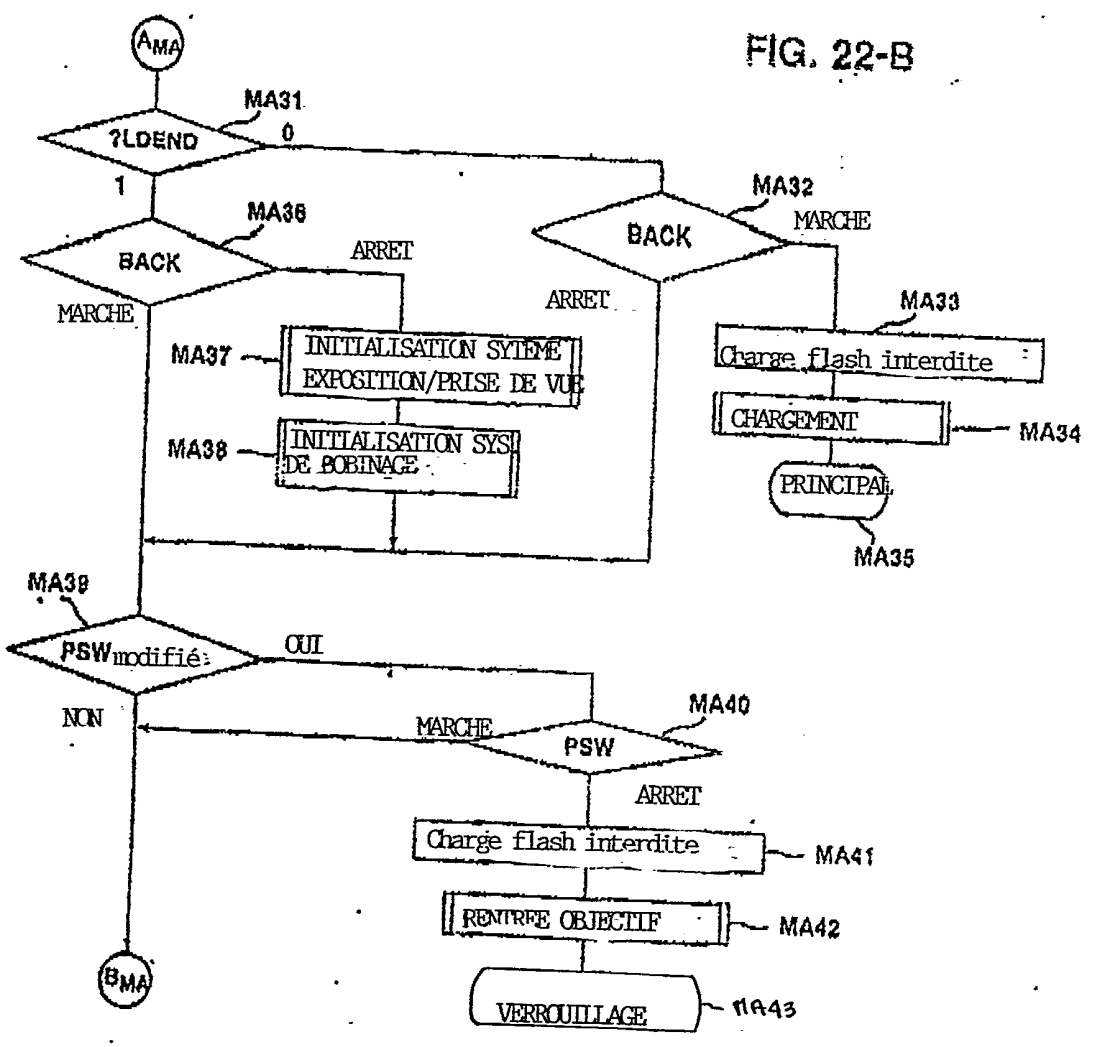 FIG. 22-B
AMA
MA31
?LDEND
0
1
MA32
BACK
MARCHE
ARRET
MA36
BACK
ARRET
MARCHE
MA33
Charge flash interdite
MA37
INITIALISATION SYTEME
EXPOSITION/PRISE DE VUE
CHARGEMENT
MA34
MA38
INITIALISATION SYS
DE BOBINAGE
PRINCIPAL
MA35
MA39
PSW modifié
OUI
NON
MA40
MARCHE
PSW
ARRET
Charge flash interdite
MA41
RENTREE OBJECTIF
MA42
BMA
VERROUILLAGE
MA43